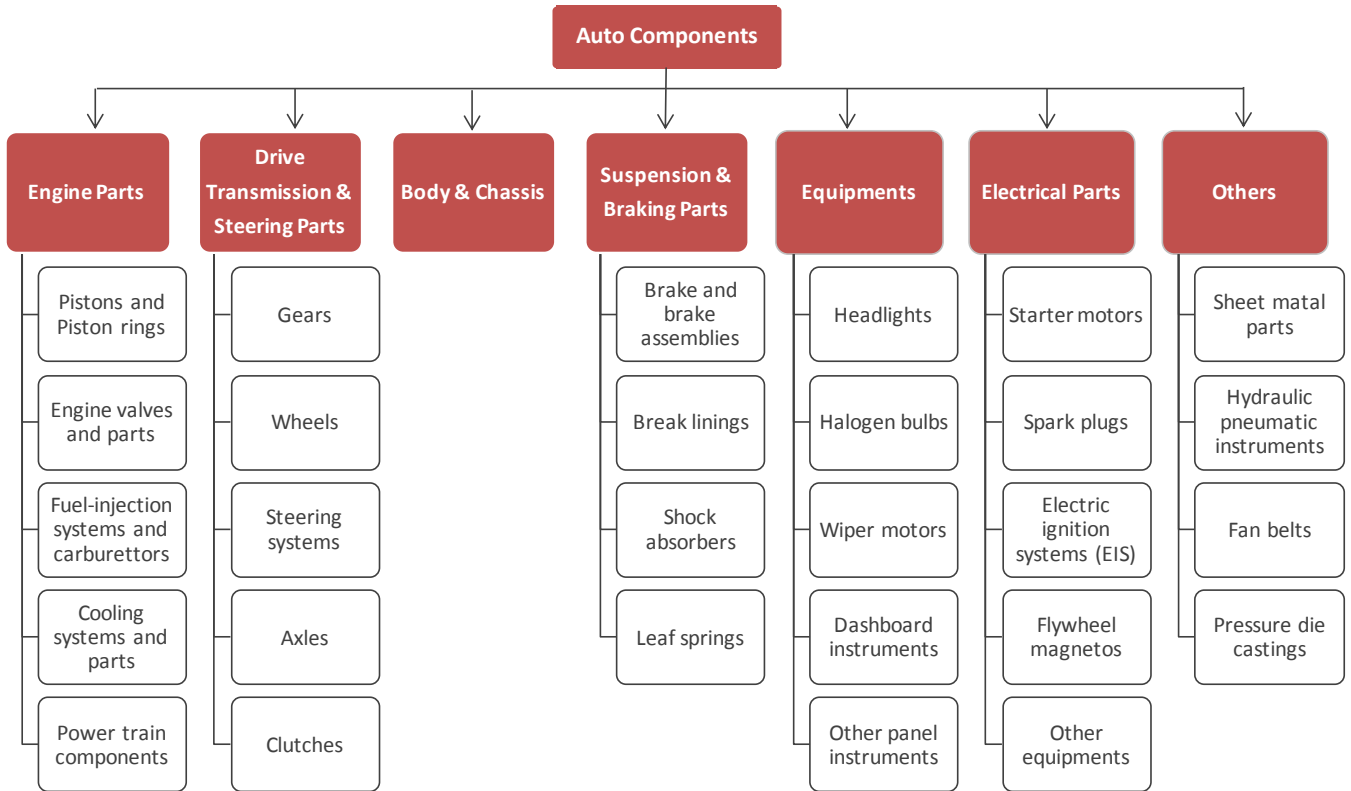 Auto Components
Engine Parts
Drive
Transmission &
Steering Parts
Body & Chassis
Suspension &
Braking Parts
Equipments
Electrical Parts
Others
Pistons and
Piston rings
Engine valves
and parts
Fuel-injection
systems and
carburettors
Cooling
systems and
parts
Power train
components
Gears
Wheels
Steering
systems
Axles
Clutches
Brake and
brake
assemblies
Break linings
Shock
absorbers
Leaf springs
Headlights
Halogen bulbs
Wiper motors
Dashboard
instruments
Other panel
instruments
Starter motors
Spark plugs
Electric
ignition
systems (EIS)
Flywheel
magnetos
Other
equipments
Sheet matal
parts
Hydraulic
pneumatic
instruments
Fan belts
Pressure die
castings